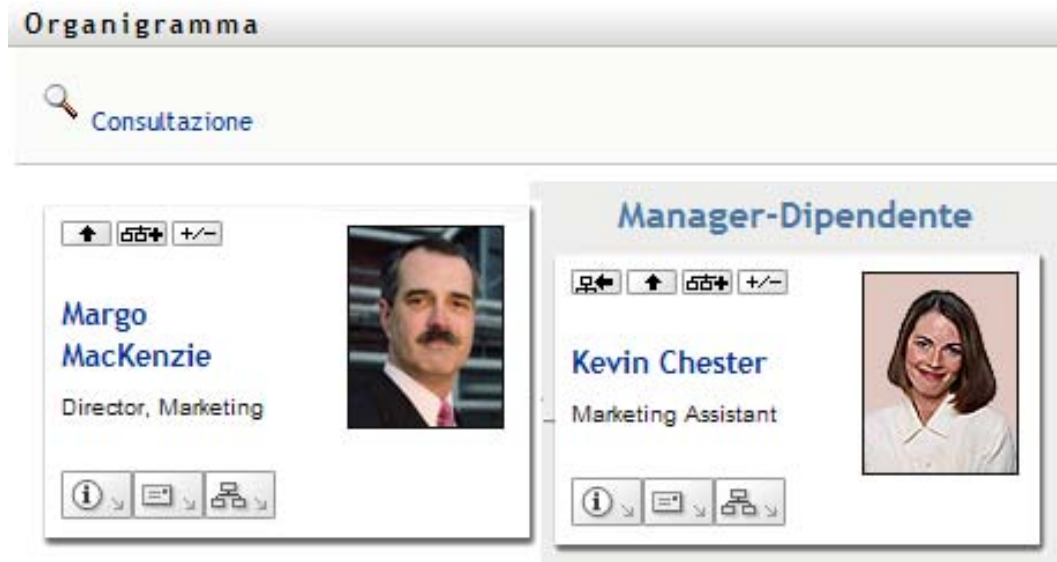 Organigramma
Consultazione
+/-
Margo
MacKenzie
Director, Marketing
Manager-Dipendente
+/-
Kevin Chester
Marketing Assistant